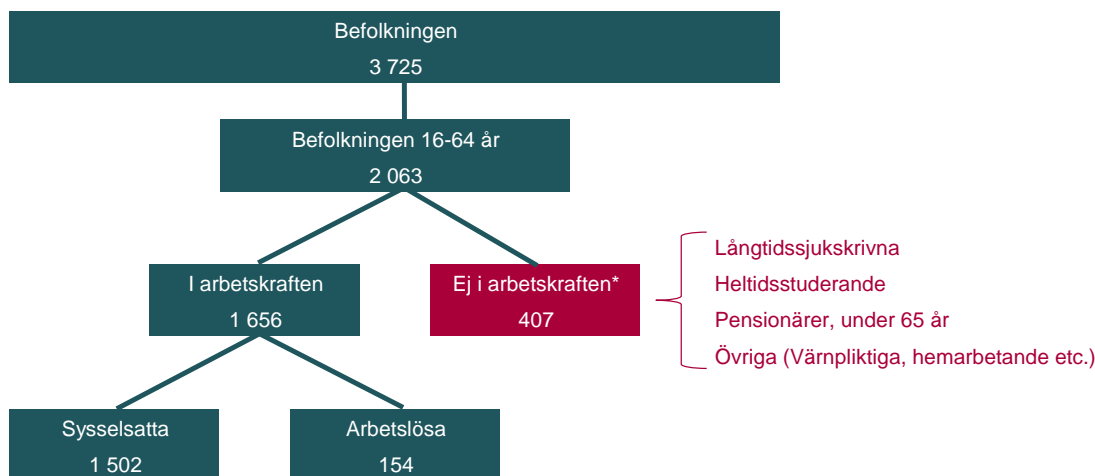 Befolkningen
3 725
Befolkningen 16-64 år
2 063
I arbetskraften
1 656
Ej i arbetskraften*
407
Långtidssjukskrivna
Heltidsstuderande
Pensionärer, under 65 år
Övriga (Värnpliktiga, hemarbetande etc.)
Sysselsatta
1 502
Arbetslösa
154